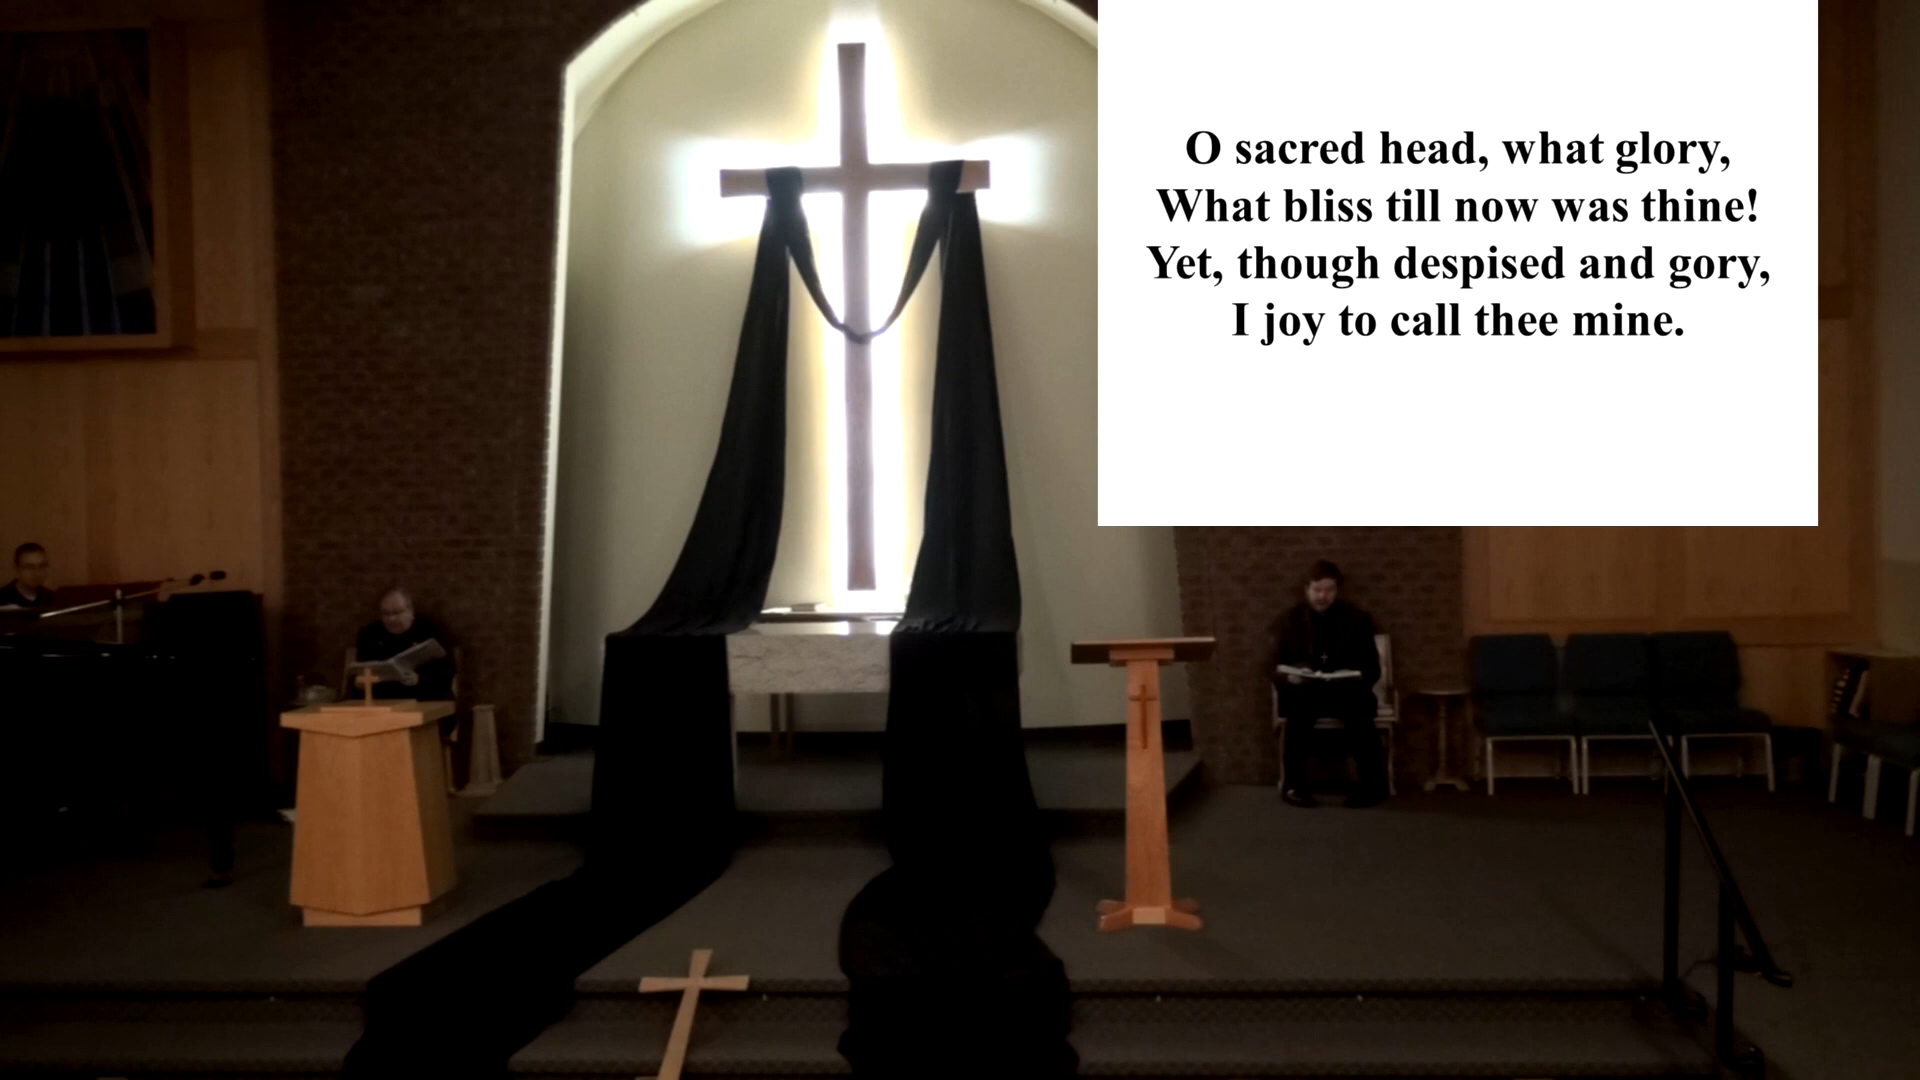 O sacred head, what glory,
What bliss till now was thine!
Yet, though despised and gory,
I joy to call thee mine.